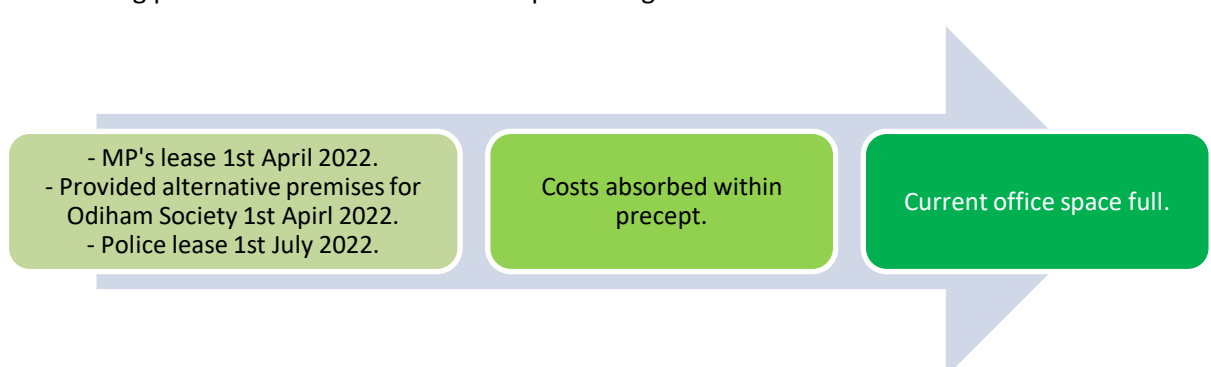 - MP's lease 1st April 2022.
- Provided alternative premises for
Odiham Society 1st Apirl 2022.
- Police lease 1st July 2022.
Costs absorbed within
precept.
Current office space full.